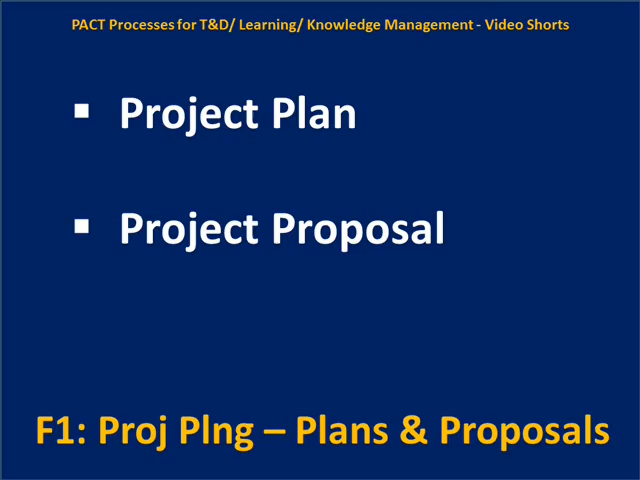 PACT Processes for T&D/ Learning/ Knowledge Management - Video Shorts
▪ Project Plan
▪ Project Proposal
F1: Proj Plng – Plans & Proposals